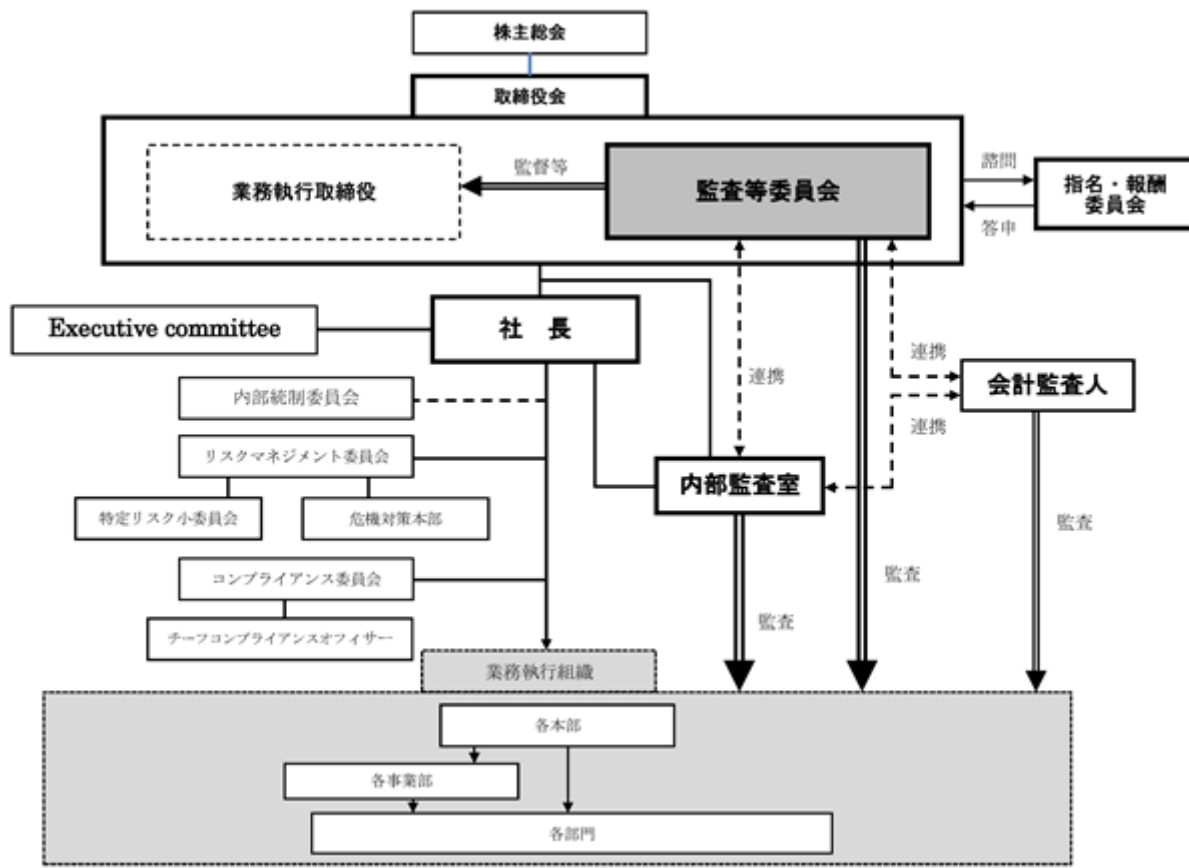 株主総会
取締役会
業務執行取締役
監督等
監査等委員会
諮問
答申
指名・報酬
委員会
Executive committee
社 長
連携
連携
連携
会計監査人
内部統制委員会
リスクマネジメント委員会
特定リスク小委員会
危機対策本部
内部監査室
コンプライアンス委員会
チーフコンプライアンスオフィサー
監査
監査
監査
業務執行組織
各本部
各事業部
各部門